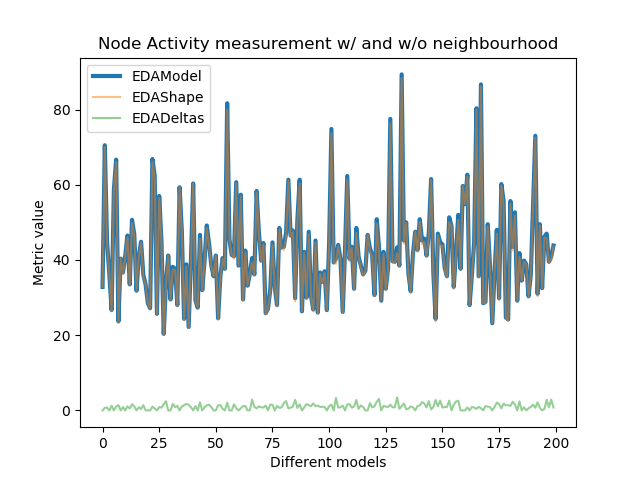 Node Activity measurement w/ and w/o neighbourhood
EDAModel
EDAShape
EDADeltas
Metric value
80
60
40
20
0
0 25 50 75 100 125 150 175 200
Different models